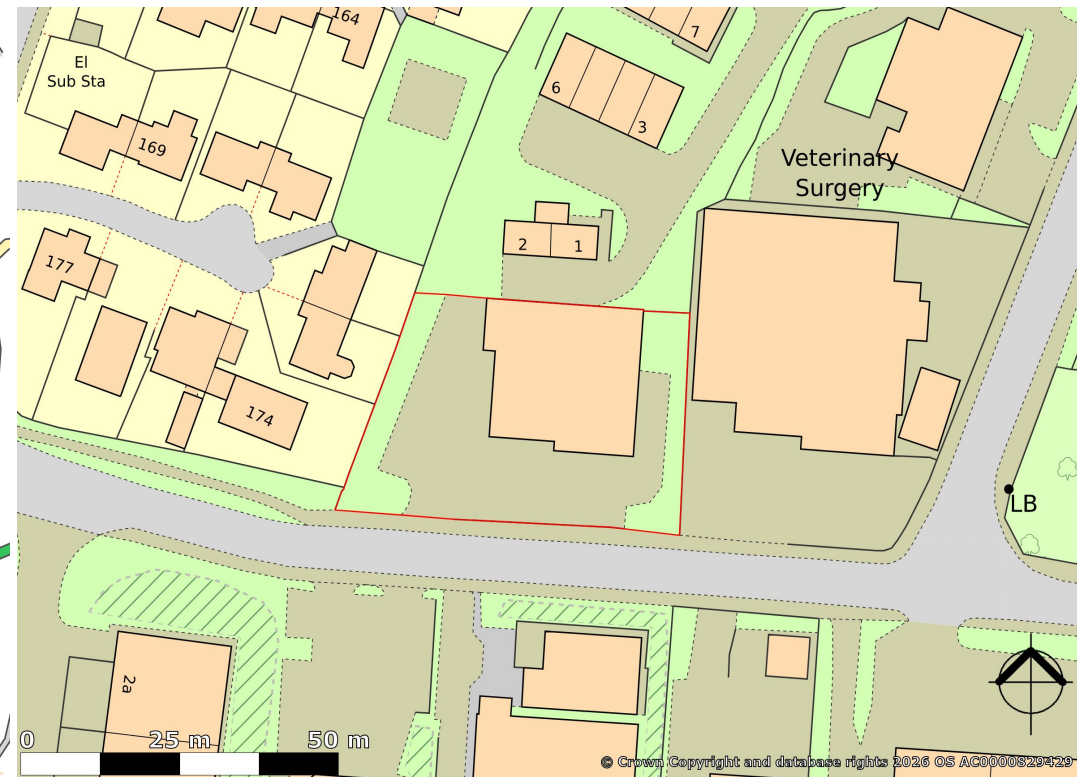 164
7
El
Sub Sta
6
3
169
Veterinary
Surgery
2
1
177
174
LB
2a
0
25 m
50 m
© Crown Copyright and database rights 2026 OS AC0000829429